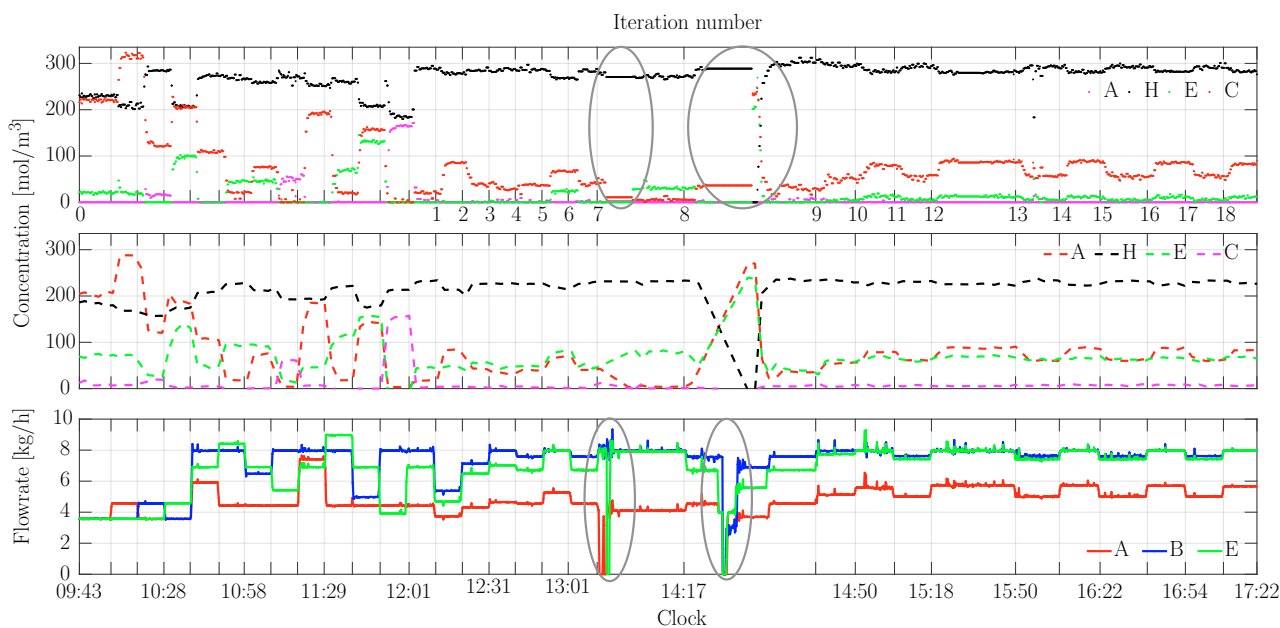 Iteration number
300
200
100
0
A H E C
0 1 2 3 4 5 6 7 8 9 10 11 12 13 14 15 16 17 18
Concentration [mol/m³]
300
200
100
0
A H E C
10
8
6
4
2
0
Flowrate [kg/h]
A B E
09:43 10:28 10:58 11:29 12:01 12:31 13:01 14:17 14:50 15:18 15:50 16:22 16:54 17:22
Clock